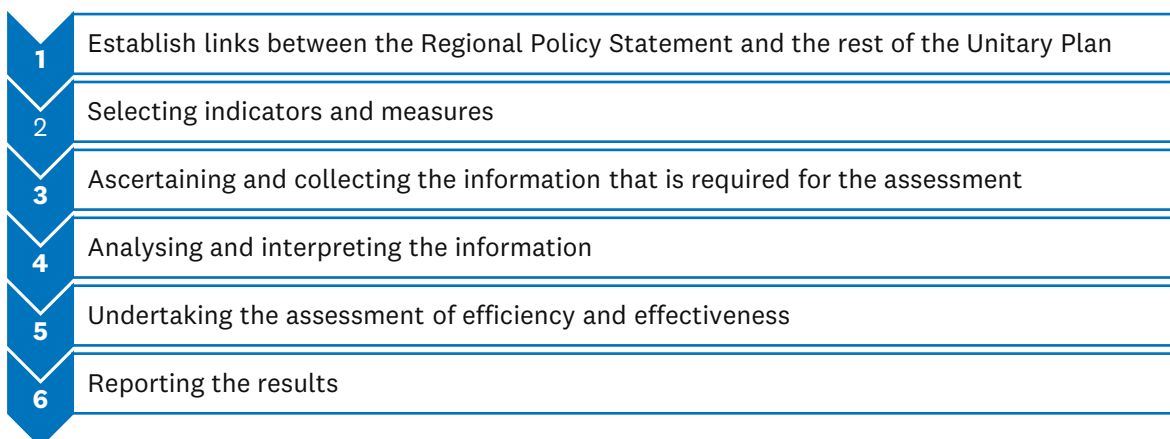 1 Establish links between the Regional Policy Statement and the rest of the Unitary Plan
2 Selecting indicators and measures
3 Ascertaining and collecting the information that is required for the assessment
4 Analysing and interpreting the information
5 Undertaking the assessment of efficiency and effectiveness
6 Reporting the results